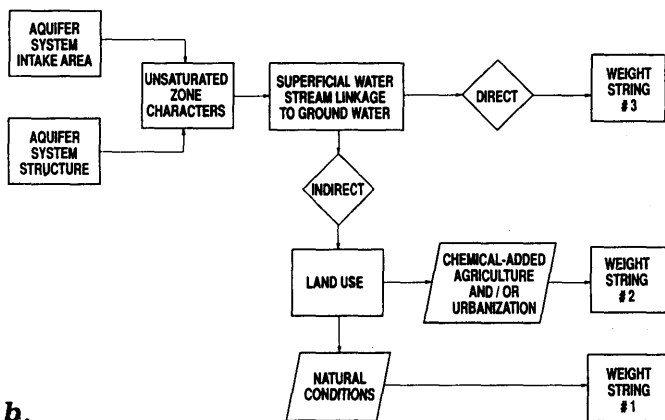 AQUIFER
SYSTEM
INTAKE AREA
AQUIFER
SYSTEM
STRUCTURE
UNSATURATED
ZONE
CHARACTERS
SUPERFICIAL WATER
STREAM LINKAGE
TO GROUND WATER
DIRECT
WEIGHT
STRING
#3
INDIRECT
LAND USE
CHEMICAL-ADDED
AGRICULTURE
AND / OR
URBANIZATION
WEIGHT
STRING
#2
NATURAL
CONDITIONS
WEIGHT
STRING
#1
b.